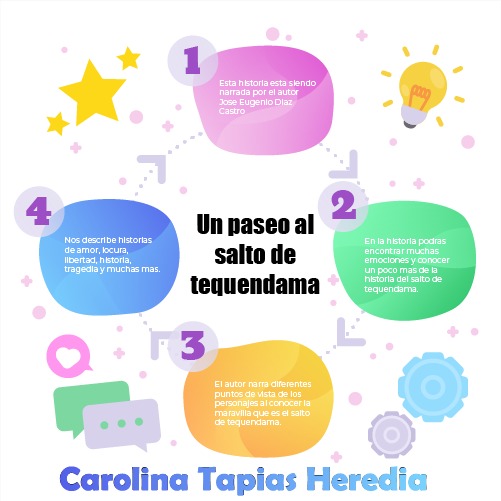 1
Esta historia esta siendo
narrada por el autor
Jose Eugenio Diaz
Castro
2
En la historia podras
encontrar muchas
emociones y conocer
un poco mas de la
historia del salto de
tequendama.
Un paseo al
salto de
tequendama
3
El autor narra diferentes
puntos de vista de los
personajes al conocer la
maravilla que es el salto
de tequendama.
4
Nos describe historias
de amor, locura,
libertad, historia,
tragedia y muchas mas.
Carolina Tapias Heredia